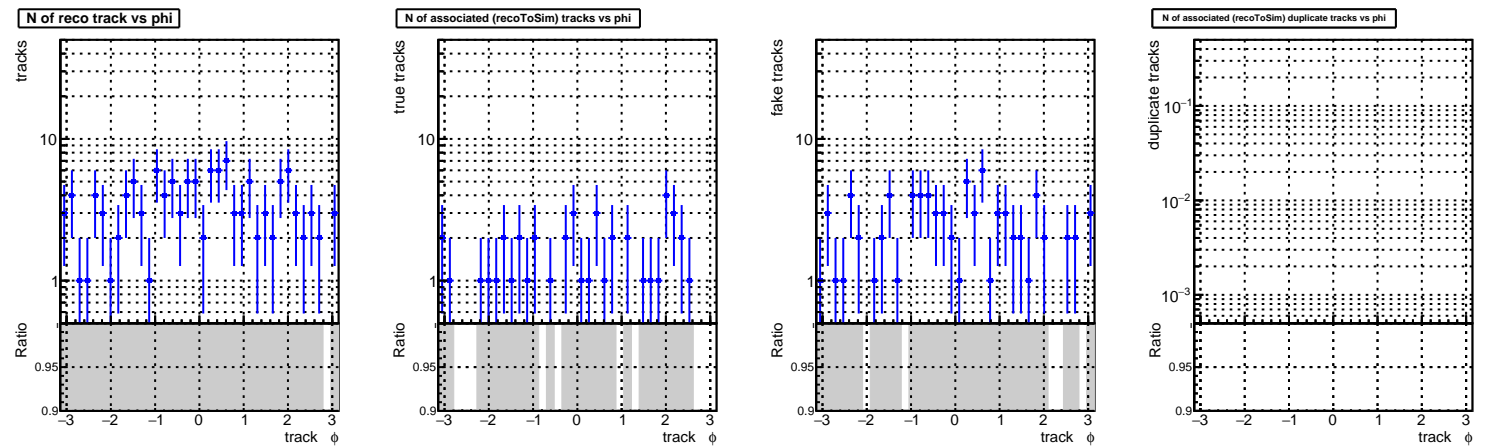 N of reco track vs phi
tracks
10
1
Ratio
1
0.95
0.9
−3 −2 −1 0 1 2 3
track ϕ
N of associated (recoToSim) tracks vs phi
true tracks
10
1
Ratio
1
0.95
0.9
−3 −2 −1 0 1 2 3
track ϕ
fake tracks
10
1
Ratio
1
0.95
0.9
−3 −2 −1 0 1 2 3
track ϕ
N of associated (recoToSim) duplicate tracks vs phi
duplicate tracks
10⁻¹
10⁻²
10⁻³
Ratio
1
0.95
0.9
−3 −2 −1 0 1 2 3
track ϕ